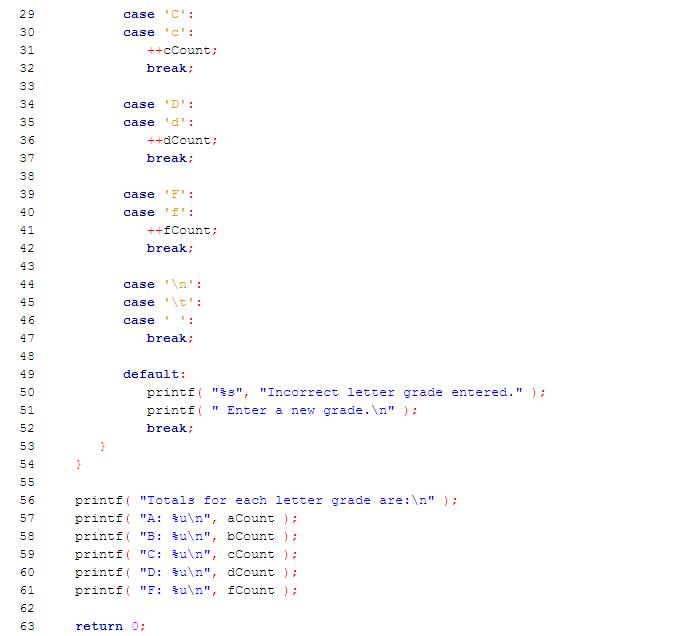 29 case 'C':
30 case 'c':
31 ++cCount;
32 break;
33
34 case 'D':
35 case 'd':
36 ++dCount;
37 break;
38
39 case 'F':
40 case 'f':
41 ++fCount;
42 break;
43
44 case '\n':
45 case '\t':
46 case ' ':
47 break;
48
49 default:
50 printf( "%s", "Incorrect letter grade entered." );
51 printf( " Enter a new grade.\n" );
52 break;
53 }
54 }
55
56 printf( "Totals for each letter grade are:\n" );
57 printf( "A: %u\n", aCount );
58 printf( "B: %u\n", bCount );
59 printf( "C: %u\n", cCount );
60 printf( "D: %u\n", dCount );
61 printf( "F: %u\n", fCount );
62
63 return 0;